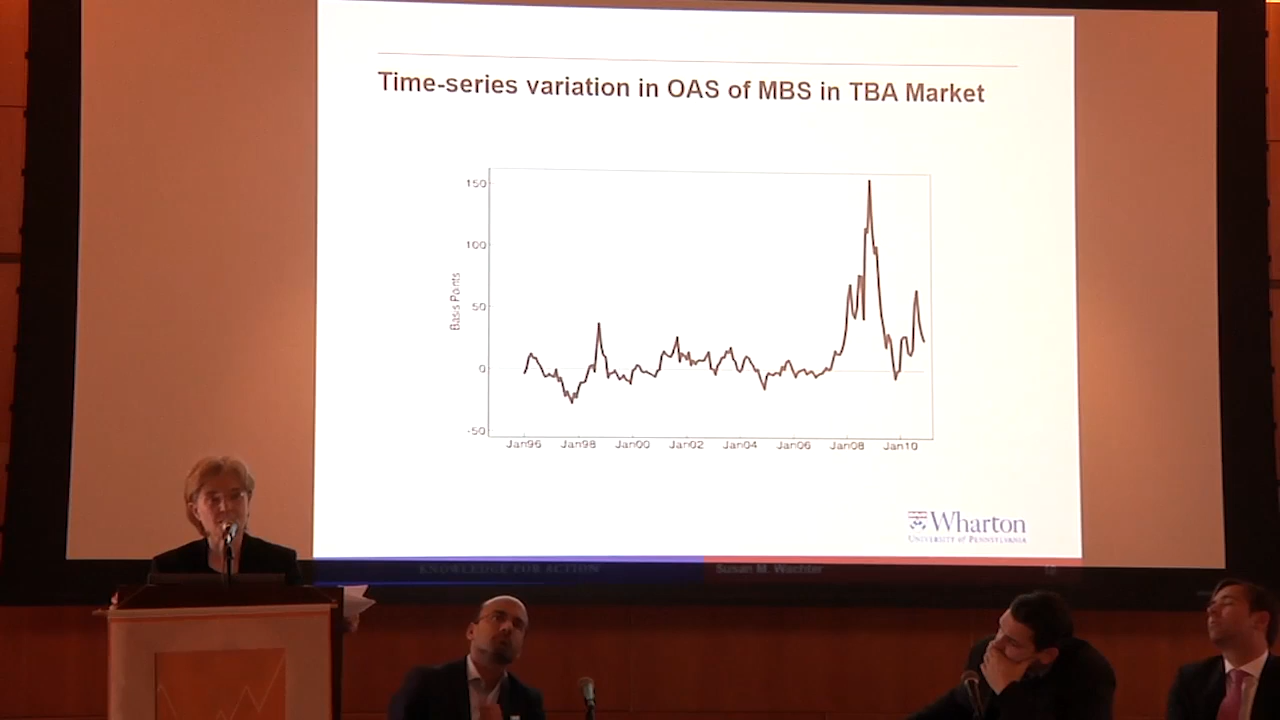 Time-series variation in OAS of MBS in TBA Market
150
100
50
0
-50
Basis Points
Jan96 Jan98 Jan00 Jan02 Jan04 Jan06 Jan08 Jan10
Wharton
UNIVERSITY of PENNSYLVANIA
KNOWLEDGE FOR ACTION
Susan M. Wachter